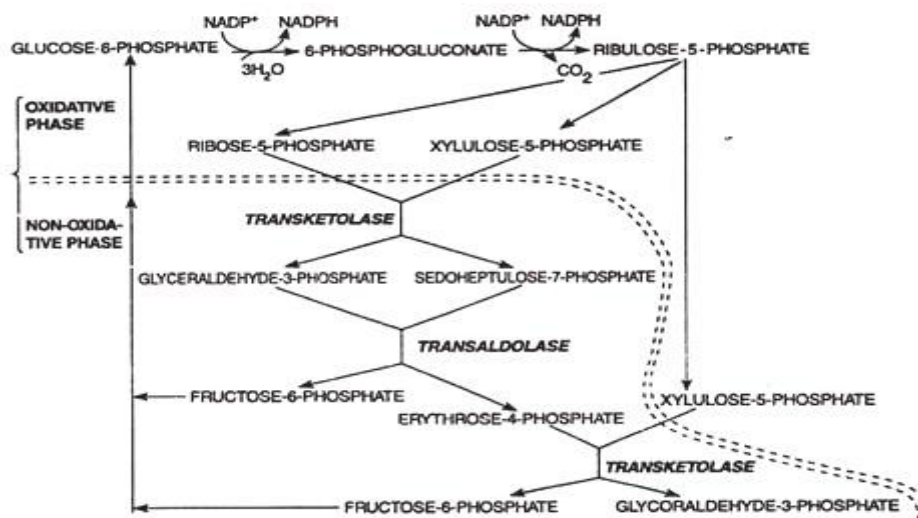 NADP+ NADPH NADP+ NADPH
GLUCOSE-6-PHOSPHATE 6-PHOSPHOGLUCONATE RIBULOSE-5-PHOSPHATE
3H₂O CO₂
OXIDATIVE
PHASE
RIBOSE-5-PHOSPHATE XYLULOSE-5-PHOSPHATE
TRANSKETOLASE
NON-OXIDA-
TIVE PHASE
GLYCERALDEHYDE-3-PHOSPHATE SEDOHEPTULOSE-7-PHOSPHATE
TRANSALDOLASE
FRUCTOSE-6-PHOSPHATE XYLULOSE-5-PHOSPHATE
ERYTHROSE-4-PHOSPHATE
TRANSKETOLASE
FRUCTOSE-6-PHOSPHATE GLYCORALDEHYDE-3-PHOSPHATE